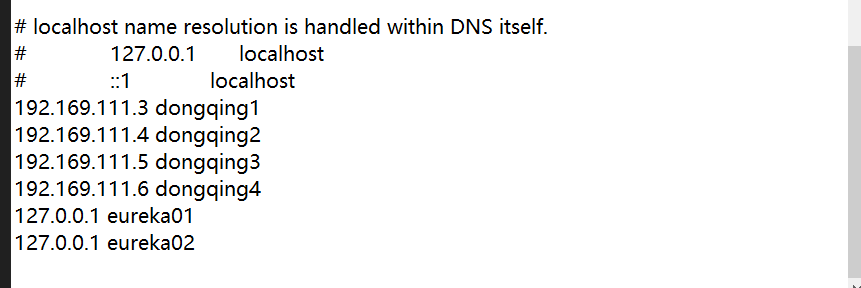 # localhost name resolution is handled within DNS itself.
# 127.0.0.1 localhost
# ::1 localhost
192.169.111.3 dongqing1
192.169.111.4 dongqing2
192.169.111.5 dongqing3
192.169.111.6 dongqing4
127.0.0.1 eureka01
127.0.0.1 eureka02